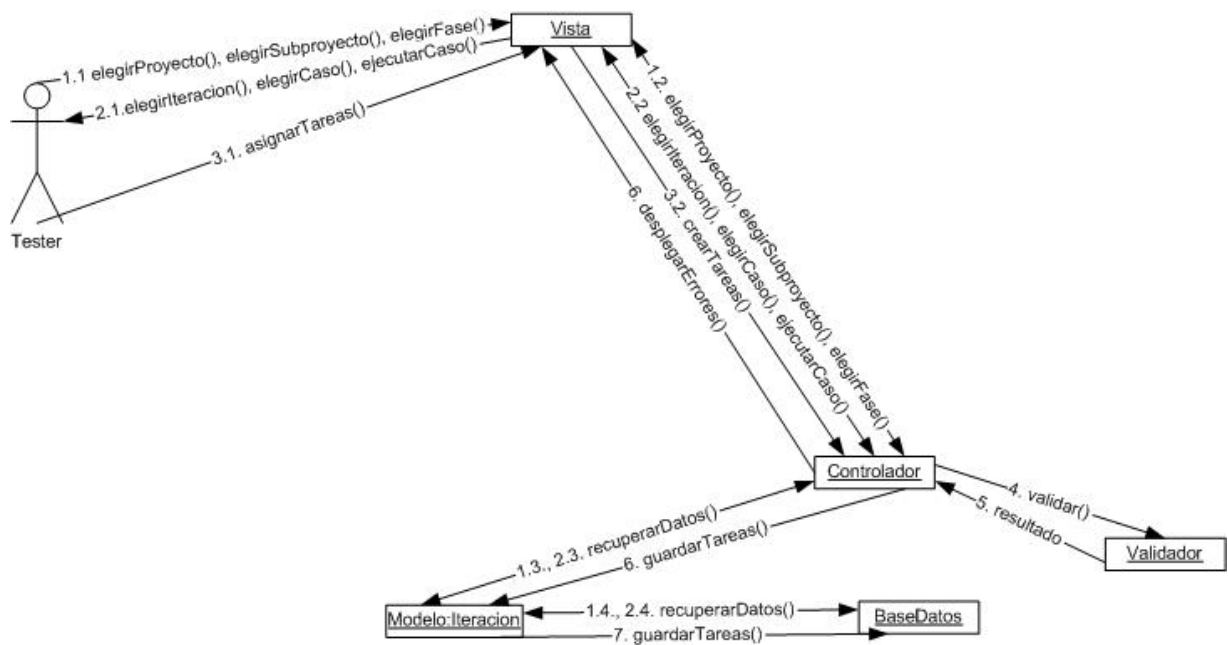 Vista
1.1 elegirProyecto(), elegirSubproyecto(), elegirFase()
2.1.elegirIteracion(), elegirCaso(), ejecutarCaso()
3.1. asignarTareas()
Tester
1.2. elegirProyecto(), elegirSubproyecto(), elegirFase()
2.2 elegirIteracion(), elegirCaso(), ejecutarCaso()
3.2. crearTareas()
6. desplegarErrores()
Controlador
4. validar()
5. resultado
Validador
1.3., 2.3. recuperarDatos()
6. guardarTareas()
Modelo:Iteracion
1.4., 2.4. recuperarDatos()
7. guardarTareas()
BaseDatos